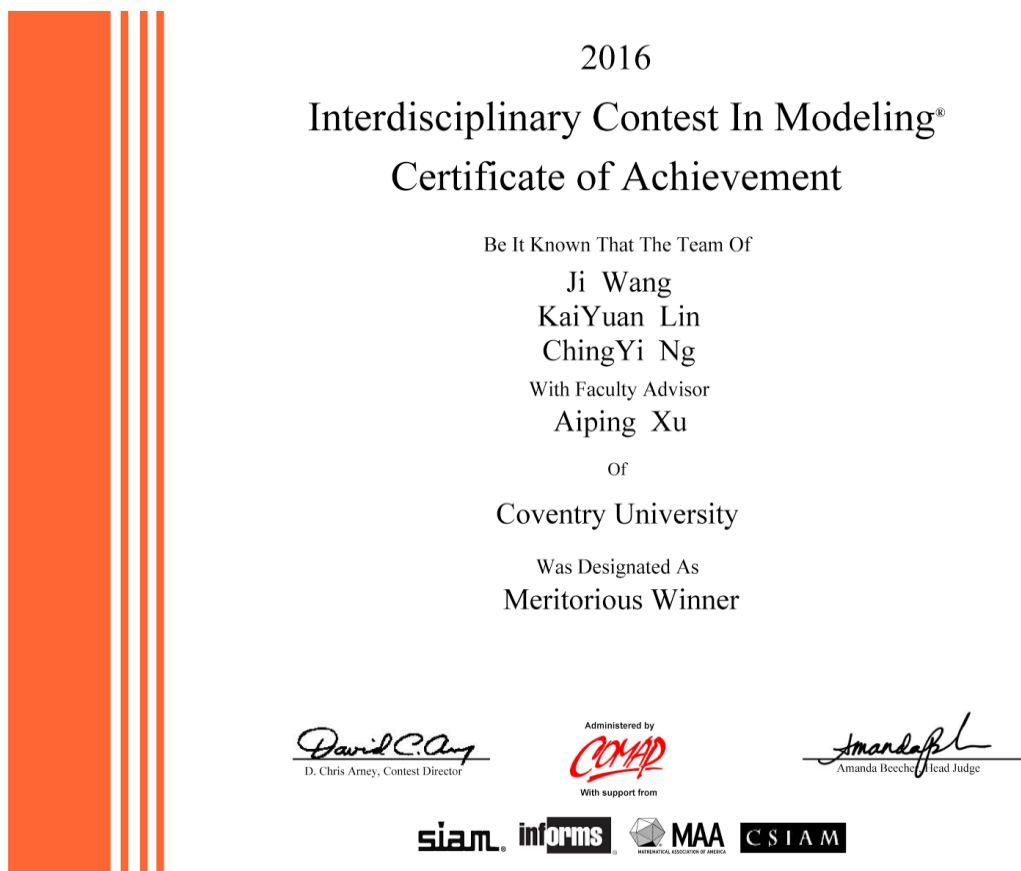 2016
Interdisciplinary Contest In Modeling®
Certificate of Achievement
Be It Known That The Team Of
Ji Wang
KaiYuan Lin
ChingYi Ng
With Faculty Advisor
Aiping Xu
Of
Coventry University
Was Designated As
Meritorious Winner
David C. Arney
D. Chris Arney, Contest Director
Administered by
COMAP
With support from
Amanda Beecher, Head Judge
siam®
informs®
MAA
MATHEMATICAL ASSOCIATION OF AMERICA
CSIAM